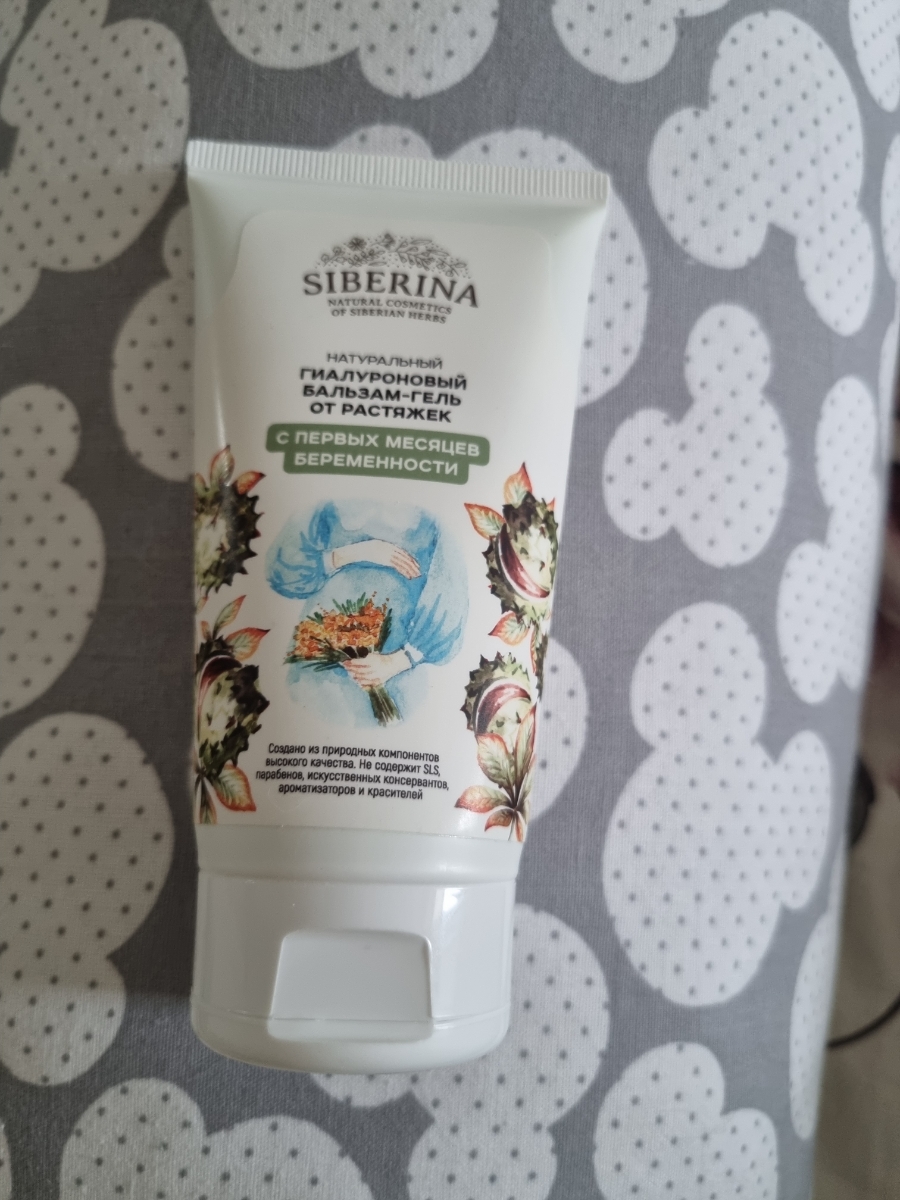 SIBERINA
NATURAL COSMETICS
OF SIBERIAN HERBS
НАТУРАЛЬНЫЙ
ГИАЛУРОНОВЫЙ
БАЛЬЗАМ-ГЕЛЬ
ОТ РАСТЯЖЕК
С ПЕРВЫХ МЕСЯЦЕВ
БЕРЕМЕННОСТИ
Создано из природных компонентов
высокого качества. Не содержит SLS,
парабенов, искусственных консервантов,
ароматизаторов и красителей